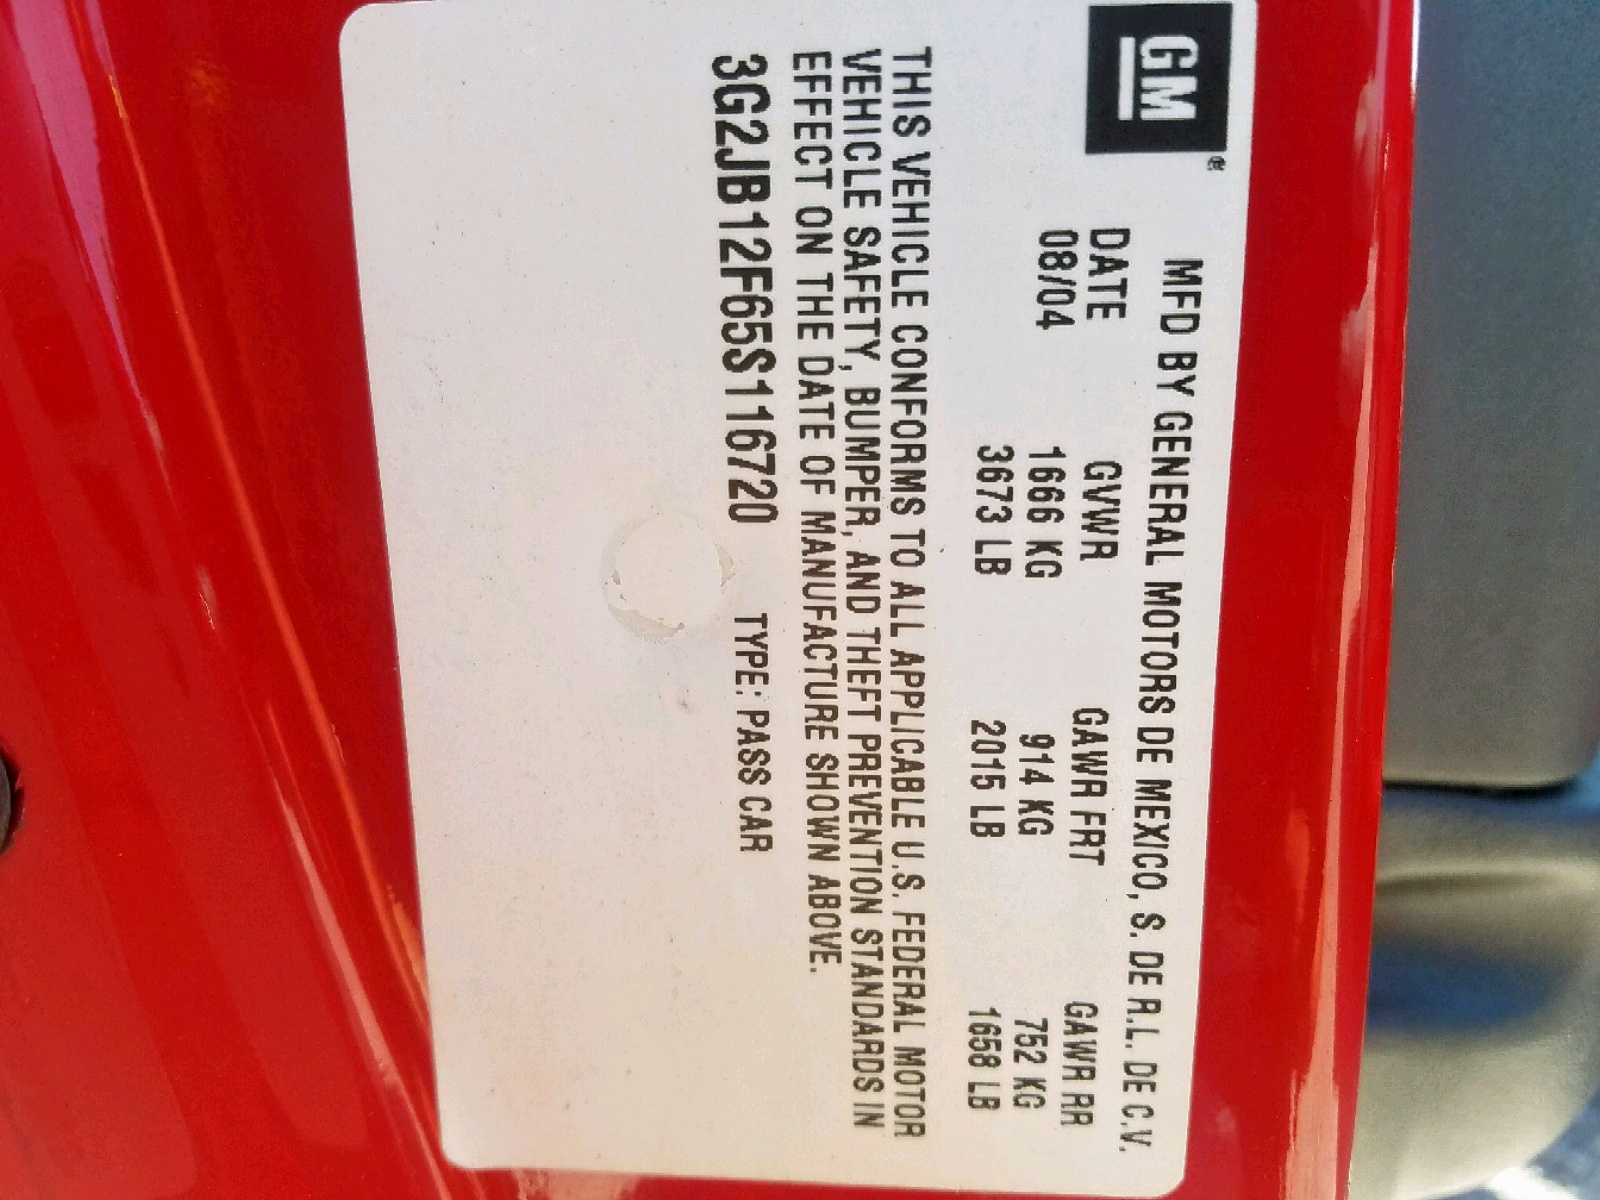 GM®
MFD BY GENERAL MOTORS DE MEXICO, S. DE R.L. DE C.V.
DATE GVWR GAWR FRT GAWR RR
08/04 1666 KG 914 KG 752 KG
3673 LB 2015 LB 1658 LB
THIS VEHICLE CONFORMS TO ALL APPLICABLE U.S. FEDERAL MOTOR
VEHICLE SAFETY, BUMPER, AND THEFT PREVENTION STANDARDS IN
EFFECT ON THE DATE OF MANUFACTURE SHOWN ABOVE.
3G2JB12F65S116720 TYPE: PASS CAR